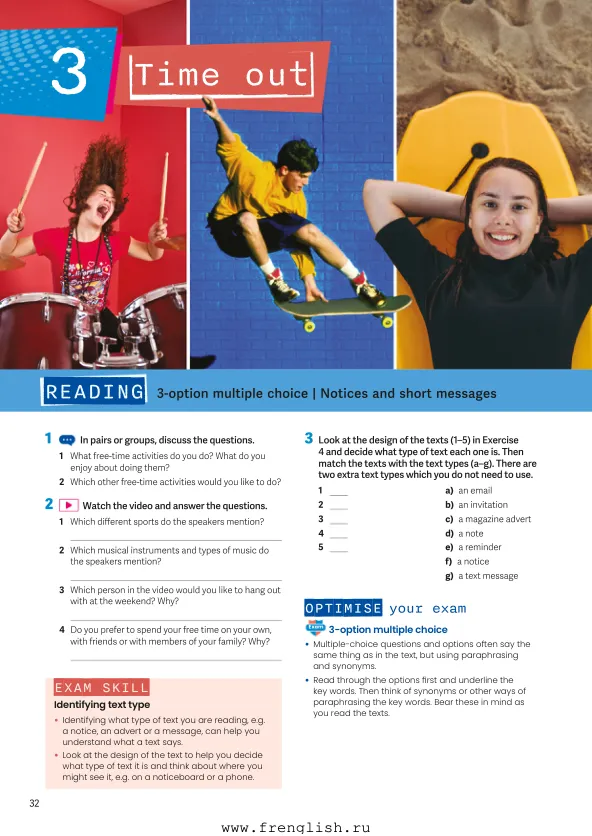 3
Time out
READING 3-option multiple choice | Notices and short messages
1 In pairs or groups, discuss the questions.
1 What free-time activities do you do? What do you
enjoy about doing them?
2 Which other free-time activities would you like to do?
2 Watch the video and answer the questions.
1 Which different sports do the speakers mention?
2 Which musical instruments and types of music do
the speakers mention?
3 Which person in the video would you like to hang out
with at the weekend? Why?
4 Do you prefer to spend your free time on your own,
with friends or with members of your family? Why?
EXAM SKILL
Identifying text type
• Identifying what type of text you are reading, e.g.
a notice, an advert or a message, can help you
understand what a text says.
• Look at the design of the text to help you decide
what type of text it is and think about where you
might see it, e.g. on a noticeboard or a phone.
3 Look at the design of the texts (1–5) in Exercise
4 and decide what type of text each one is. Then
match the texts with the text types (a–g). There are
two extra text types which you do not need to use.
1 ____ a) an email
2 ____ b) an invitation
3 ____ c) a magazine advert
4 ____ d) a note
5 ____ e) a reminder
f) a notice
g) a text message
OPTIMISE your exam
Exam 3-option multiple choice
• Multiple-choice questions and options often say the
same thing as in the text, but using paraphrasing
and synonyms.
• Read through the options first and underline the
key words. Then think of synonyms or other ways of
paraphrasing the key words. Bear these in mind as
you read the texts.
32
www.frenglish.ru